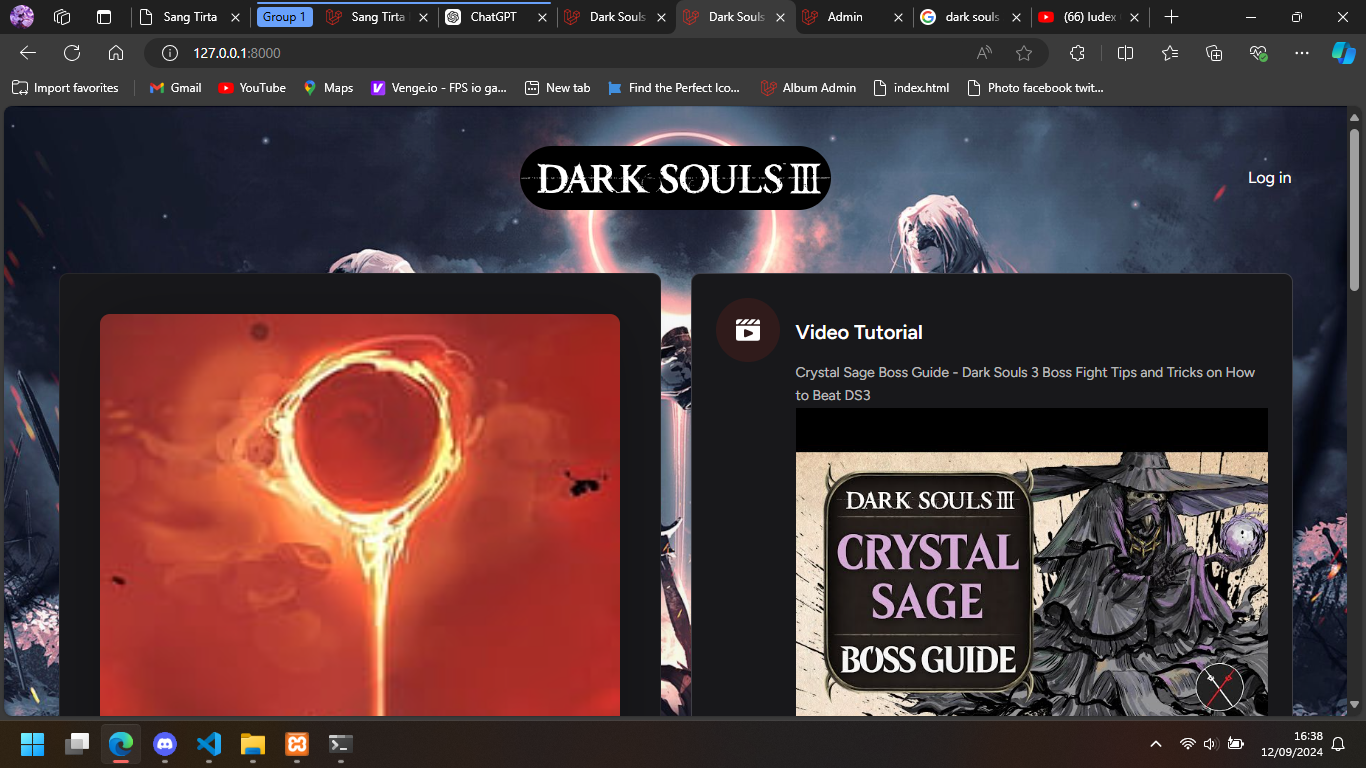 Sang Tirta
Group 1
Sang Tirta
ChatGPT
Dark Souls
Dark Souls
Admin
dark souls
(66) Iudex
127.0.0.1:8000
Import favorites
Gmail
YouTube
Maps
Venge.io - FPS io ga...
New tab
Find the Perfect Ico...
Album Admin
index.html
Photo facebook twit...
DARK SOULS III
Log in
Video Tutorial
Crystal Sage Boss Guide - Dark Souls 3 Boss Fight Tips and Tricks on How
to Beat DS3
DARK SOULS III
CRYSTAL
SAGE
BOSS GUIDE
16:38
12/09/2024